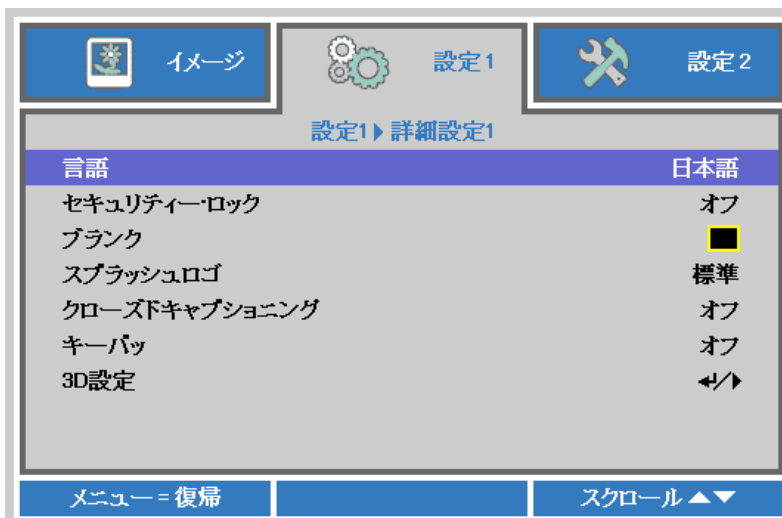 イメージ
設定1
設定2
設定1▶詳細設定1
言語 日本語
セキュリティー・ロック オフ
ブランク
スプラッシュロゴ 標準
クローズドキャプショニング オフ
キーパッ オフ
3D設定 ↵/▶
メニュー = 復帰
スクロール ▲▼